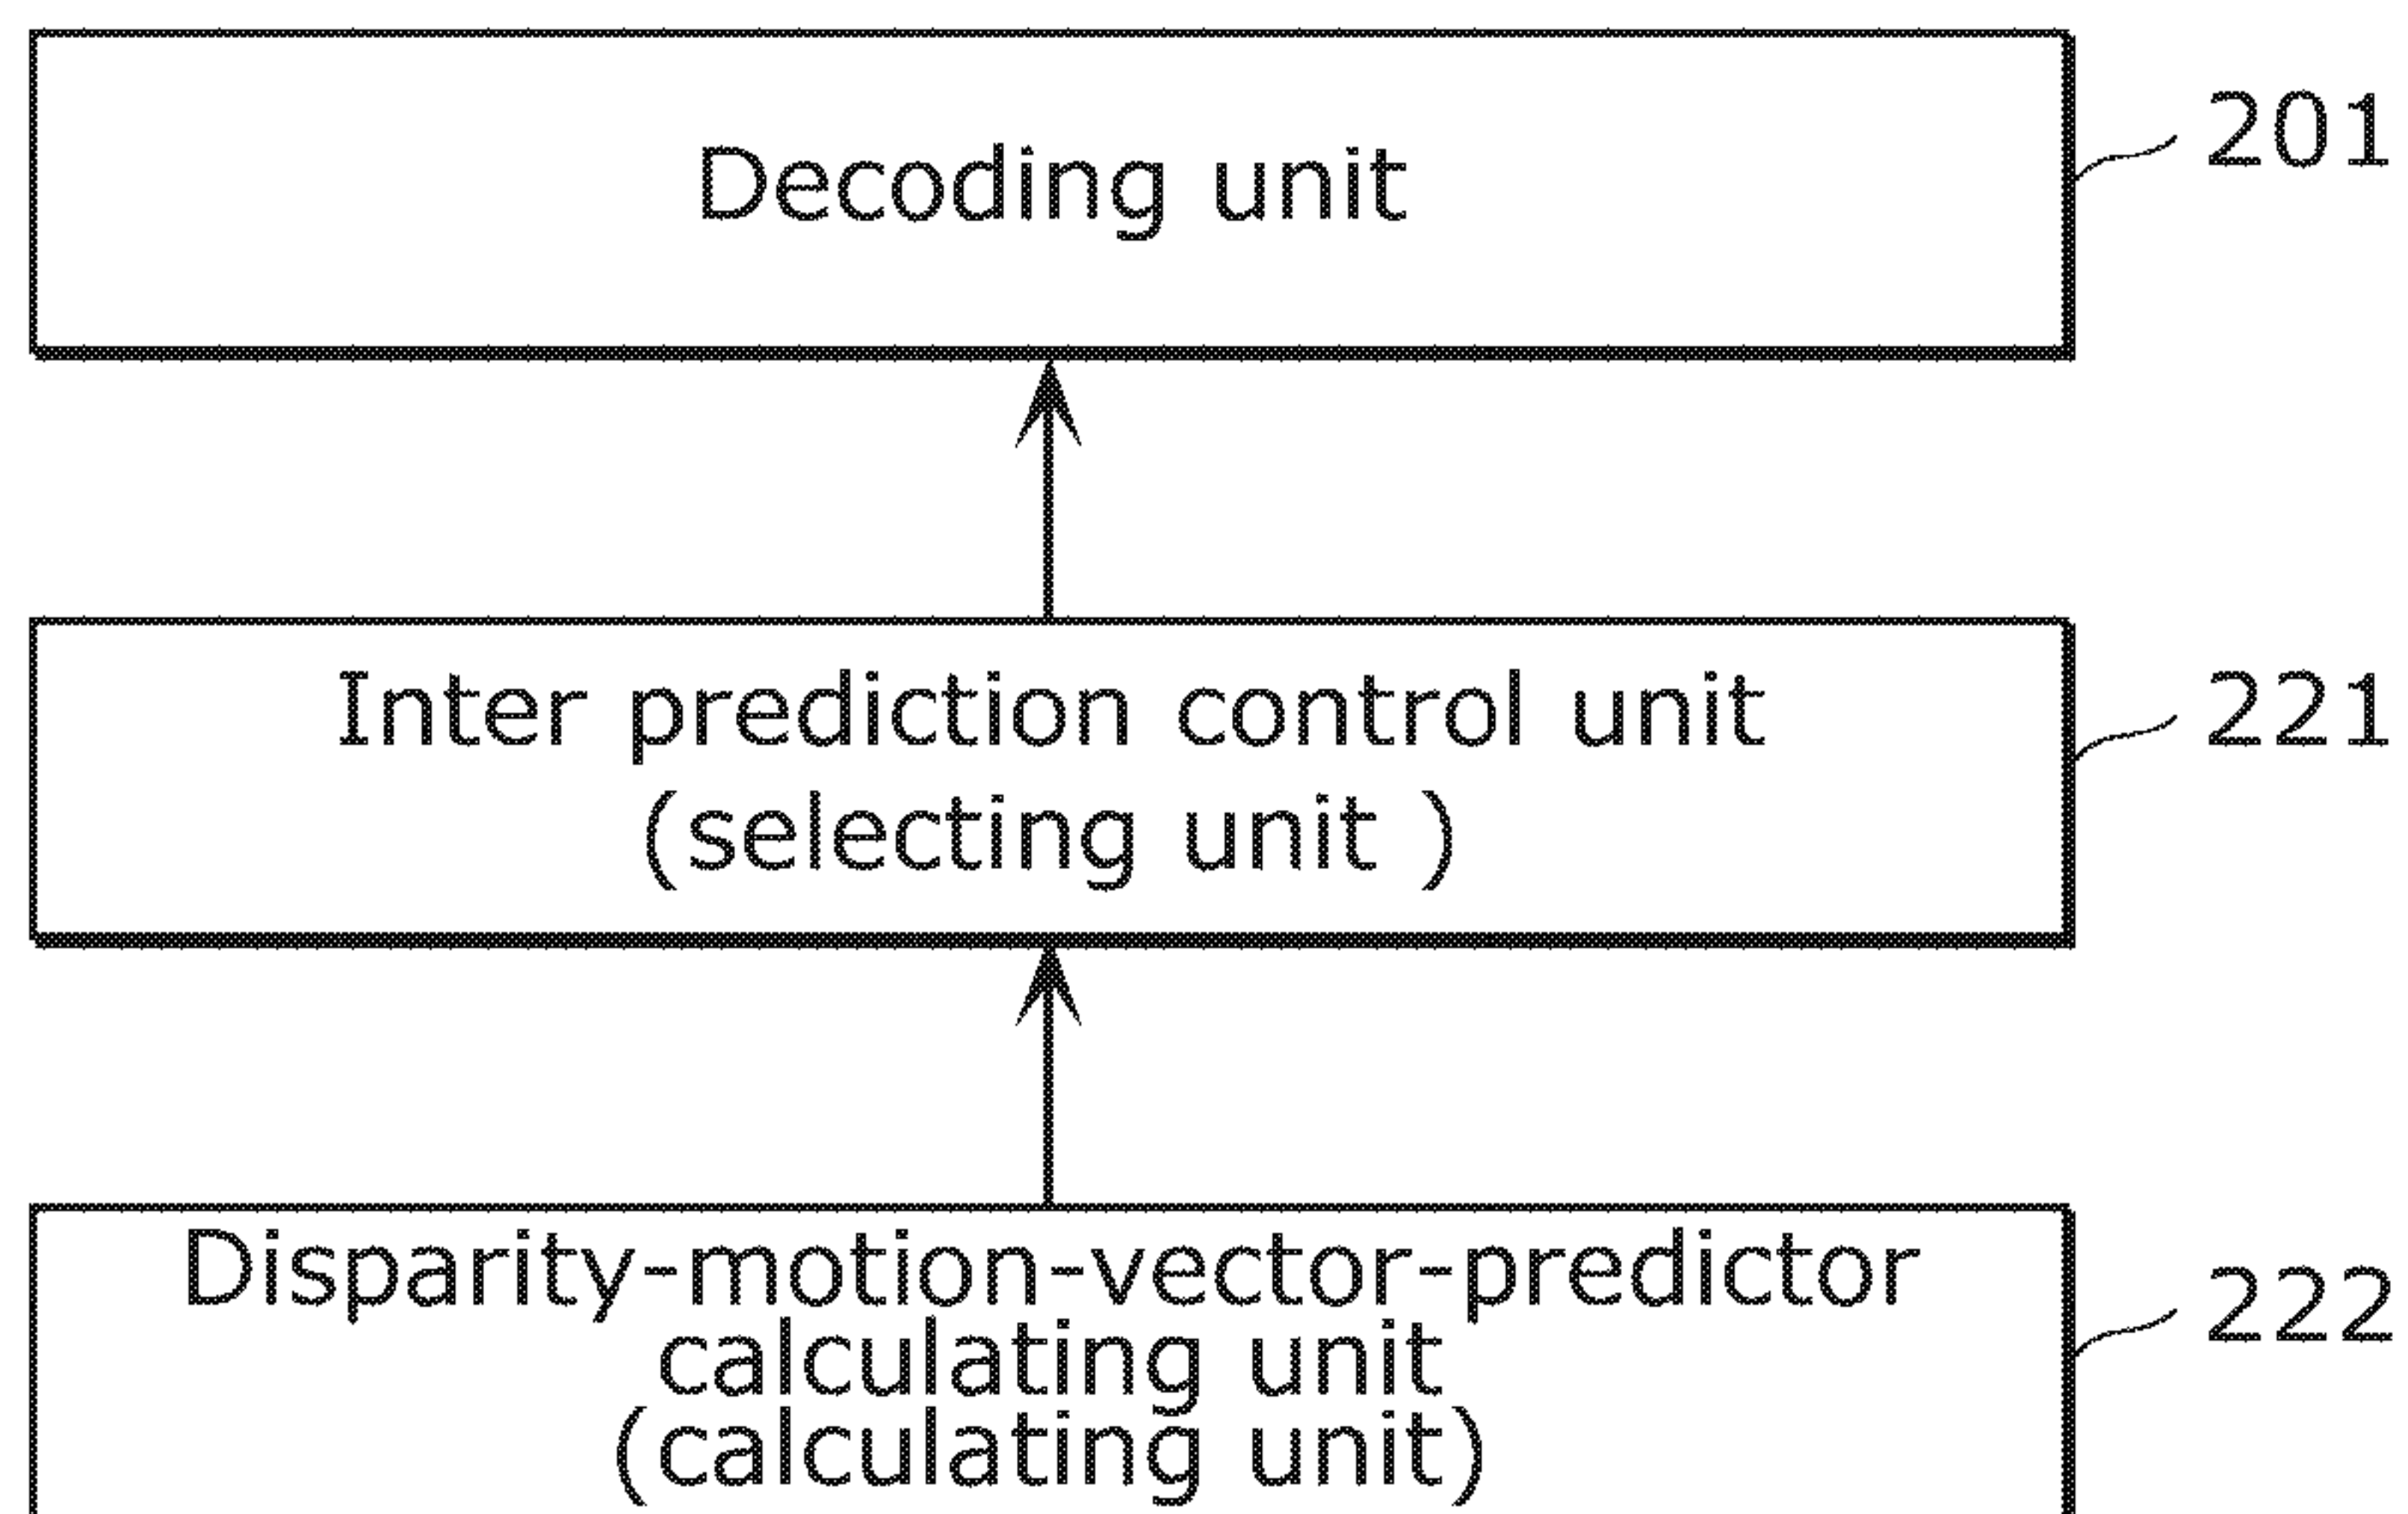 Decoding unit
201
Inter prediction control unit
(selecting unit )
221
Disparity-motion-vector-predictor
calculating unit
(calculating unit)
222